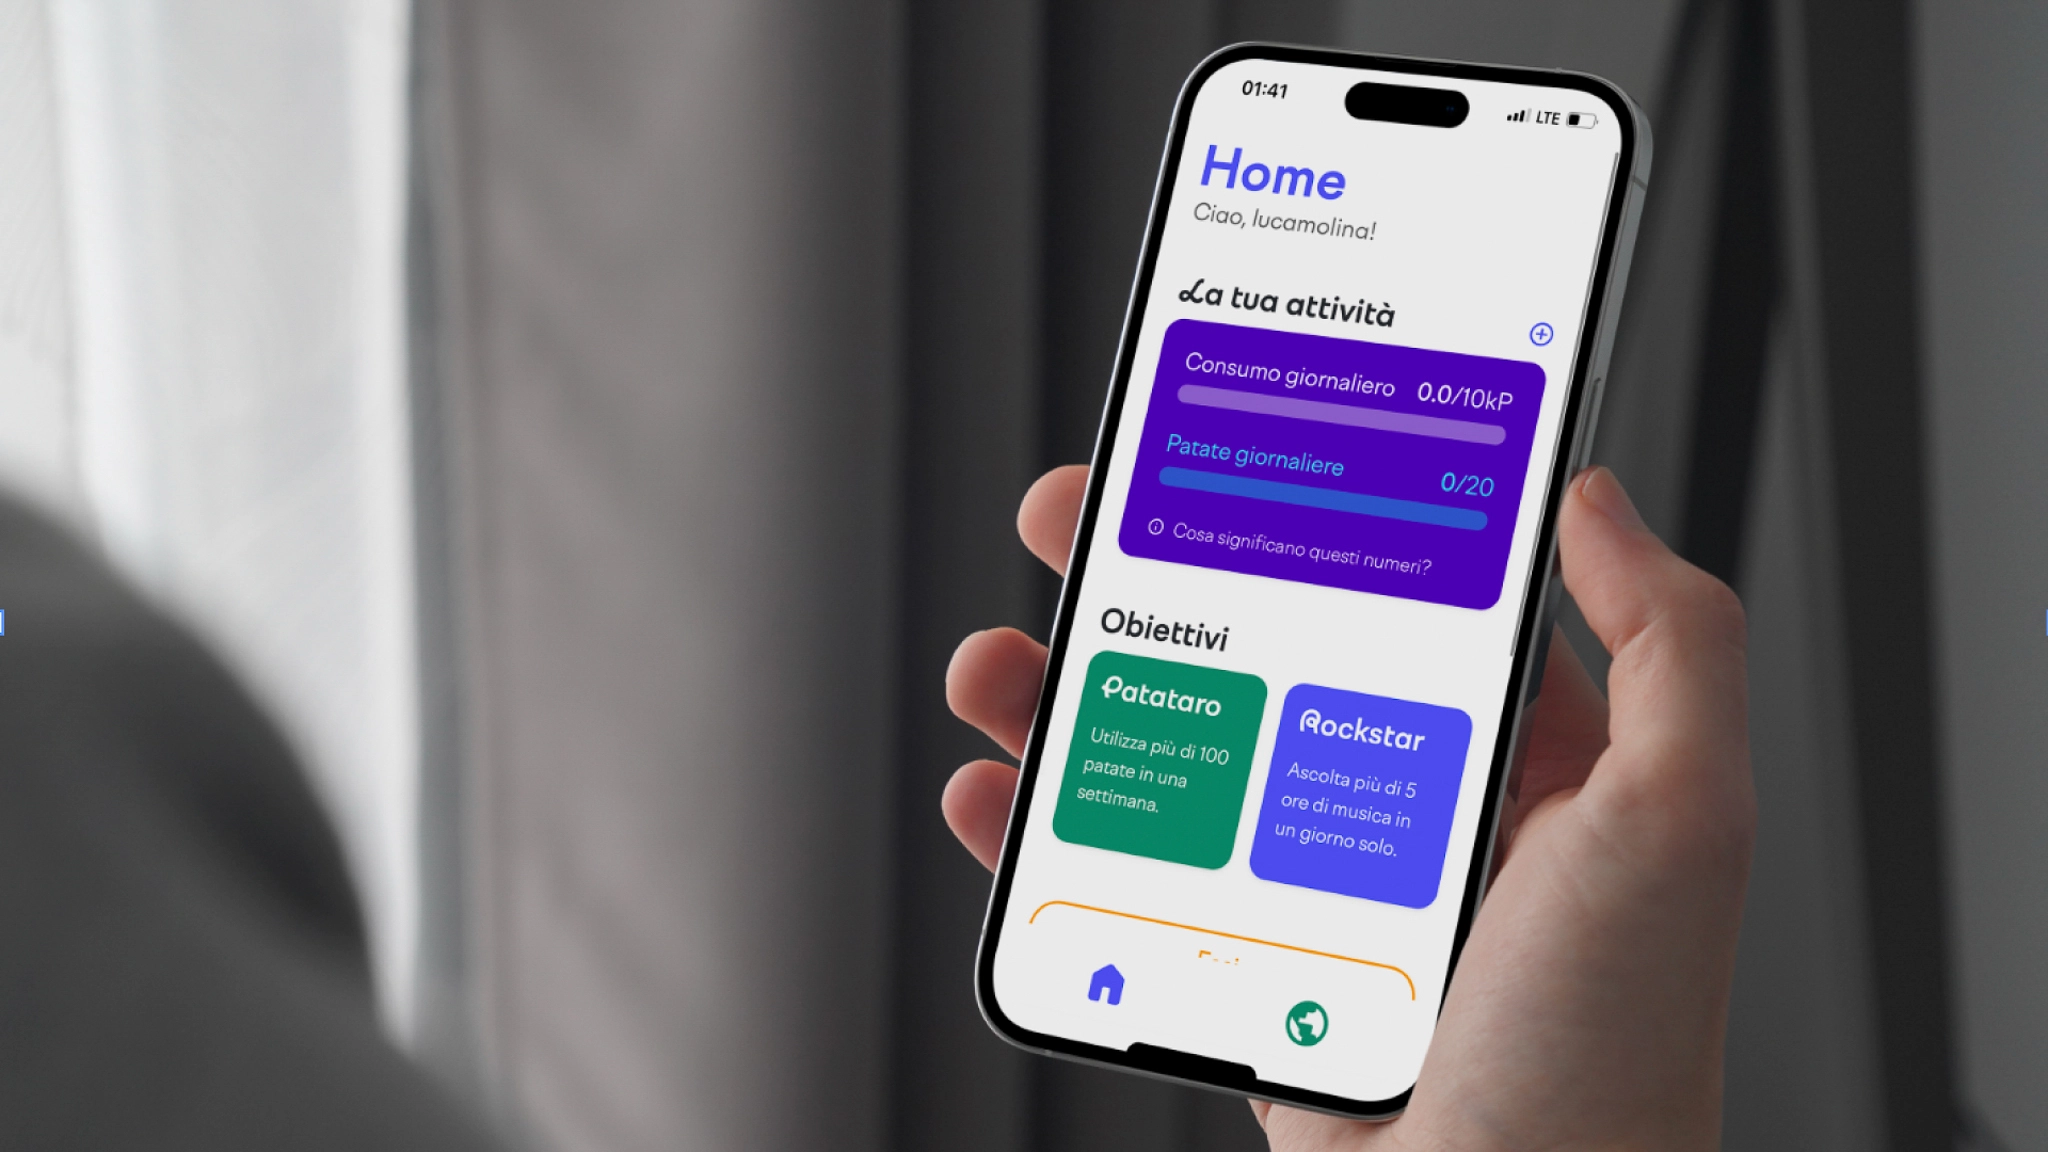 01:41
LTE
Home
Ciao, lucamolina!
La tua attività
Consumo giornaliero 0.0/10kP
Patate giornaliere 0/20
Cosa significano questi numeri?
Obiettivi
Patataro
Utilizza più di 100
patate in una
settimana.
Rockstar
Ascolta più di 5
ore di musica in
un giorno solo.